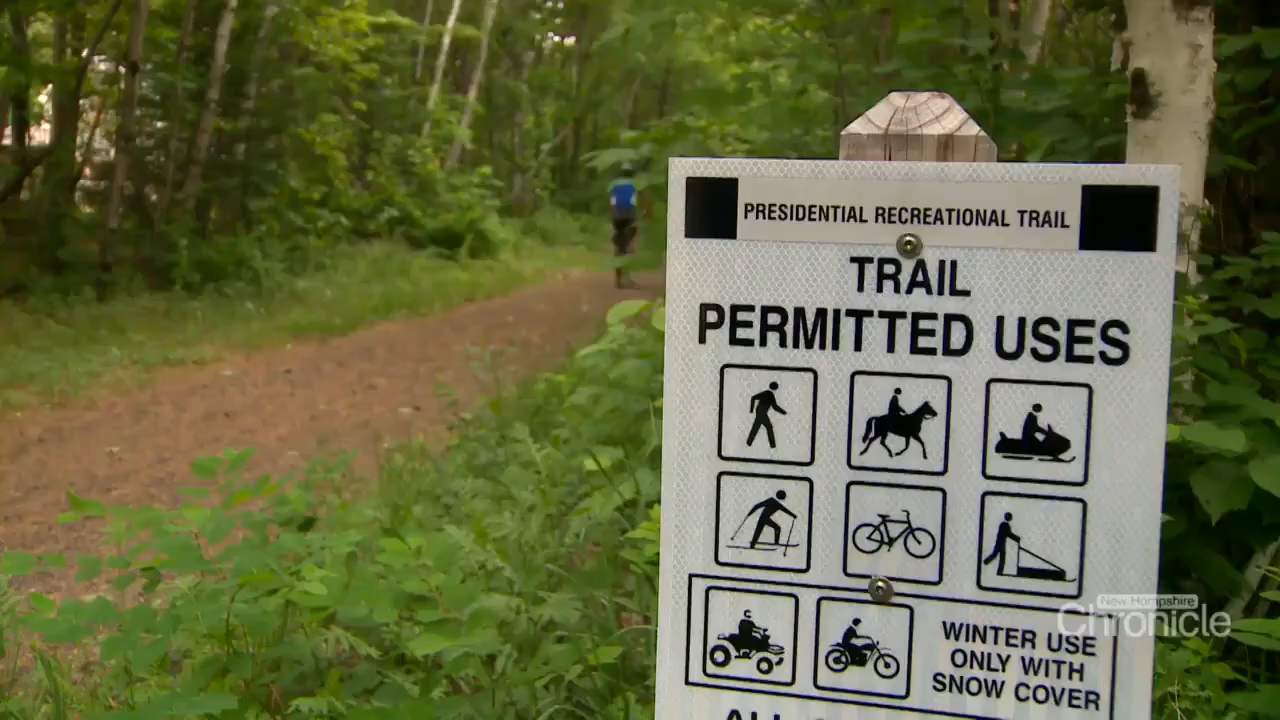 PRESIDENTIAL RECREATIONAL TRAIL
TRAIL
PERMITTED USES
WINTER USE
ONLY WITH
SNOW COVER
New Hampshire
Chronicle